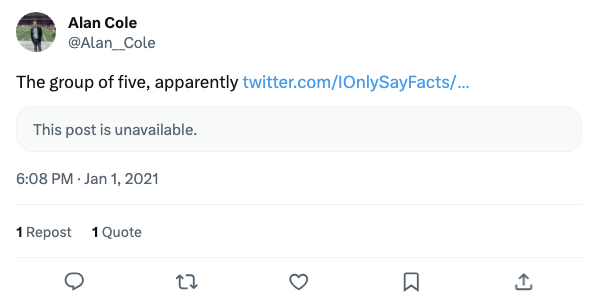 Alan Cole
@Alan__Cole
The group of five, apparently twitter.com/IOnlySayFacts/...
This post is unavailable.
6:08 PM · Jan 1, 2021
1 Repost 1 Quote